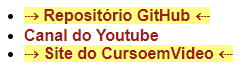 ⤏ Repositório GitHub ⬸
Canal do Youtube
⤏ Site do CursoemVideo ⬸